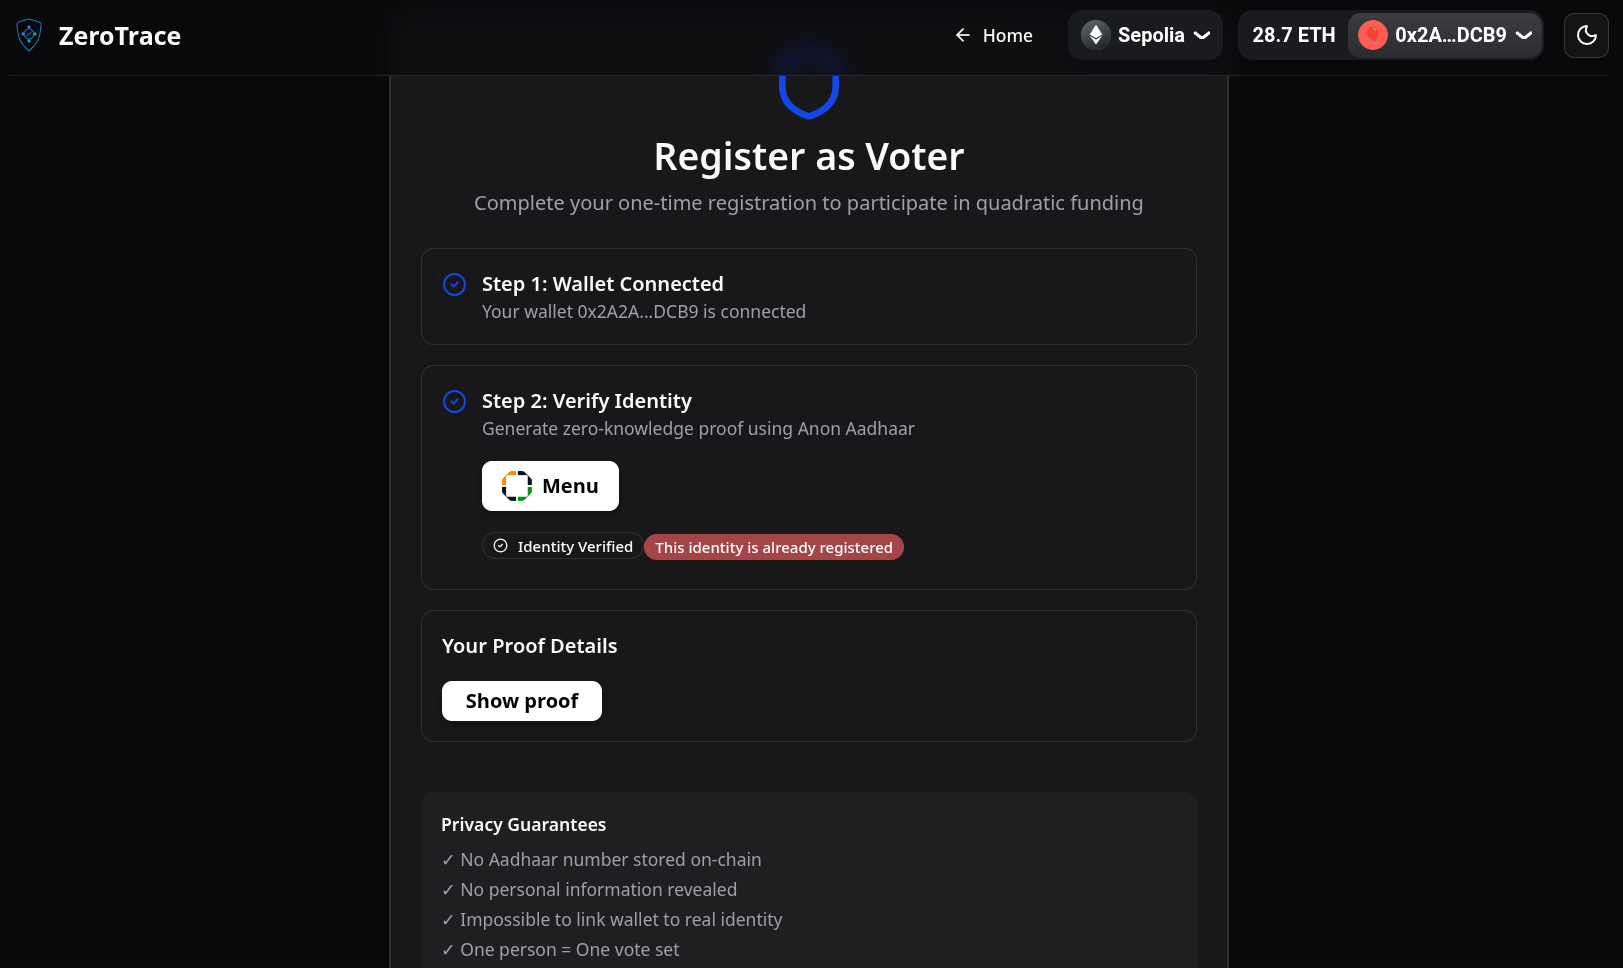 ZeroTrace
Home
Sepolia
28.7 ETH
0x2A...DCB9
Register as Voter
Complete your one-time registration to participate in quadratic funding
Step 1: Wallet Connected
Your wallet 0x2A2A...DCB9 is connected
Step 2: Verify Identity
Generate zero-knowledge proof using Anon Aadhaar
Menu
Identity Verified
This identity is already registered
Your Proof Details
Show proof
Privacy Guarantees
✓ No Aadhaar number stored on-chain
✓ No personal information revealed
✓ Impossible to link wallet to real identity
✓ One person = One vote set